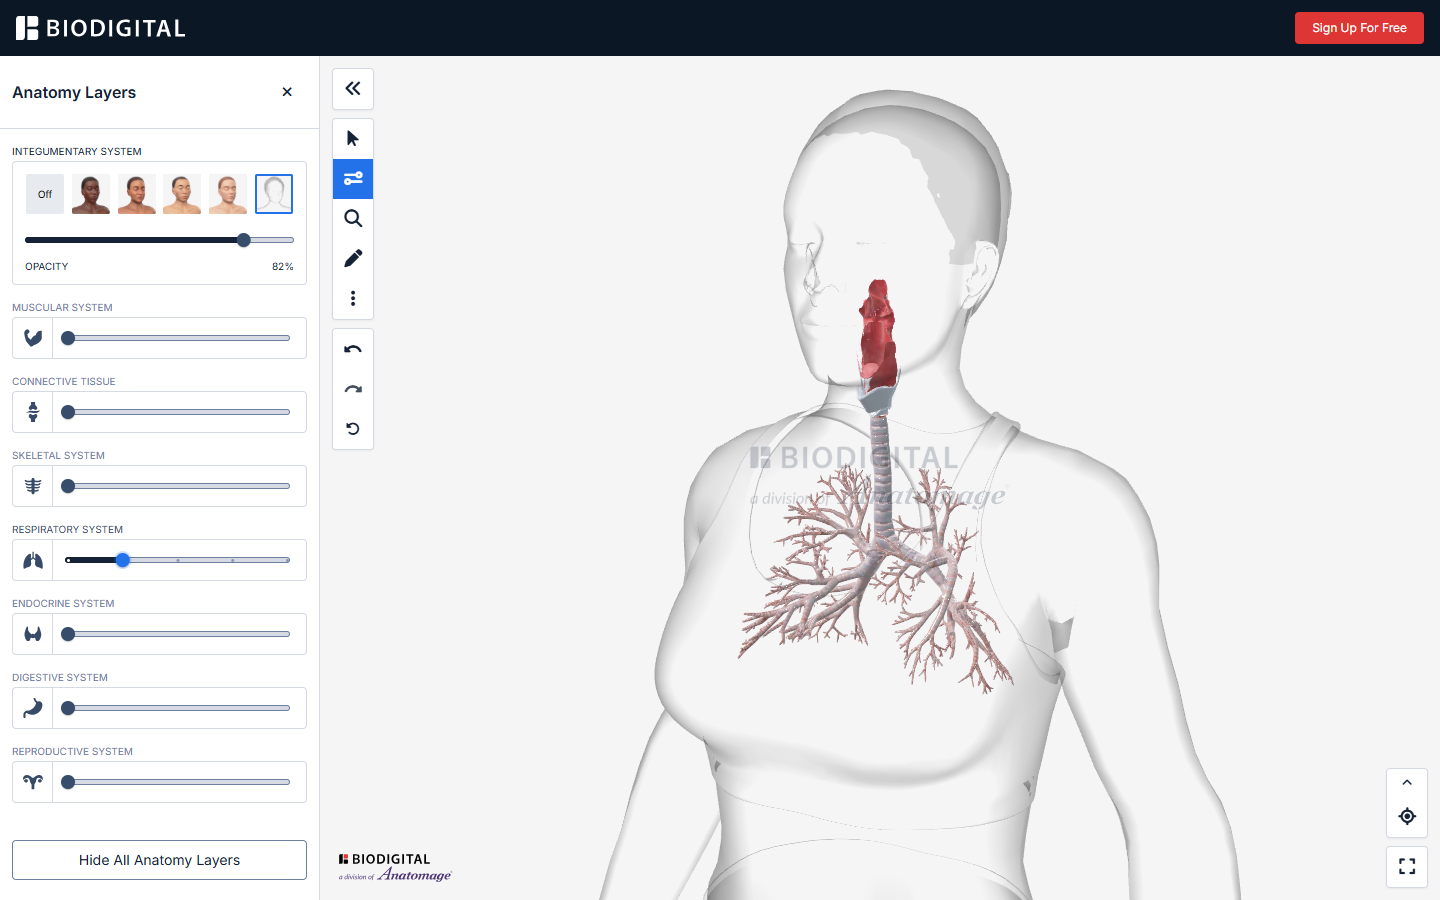 BIODIGITAL
Sign Up For Free
Anatomy Layers
INTEGUMENTARY SYSTEM
Off
OPACITY
82%
MUSCULAR SYSTEM
CONNECTIVE TISSUE
SKELETAL SYSTEM
RESPIRATORY SYSTEM
ENDOCRINE SYSTEM
DIGESTIVE SYSTEM
REPRODUCTIVE SYSTEM
Hide All Anatomy Layers
BIODIGITAL
a division of Anatomage
BIODIGITAL
a division of Anatomage